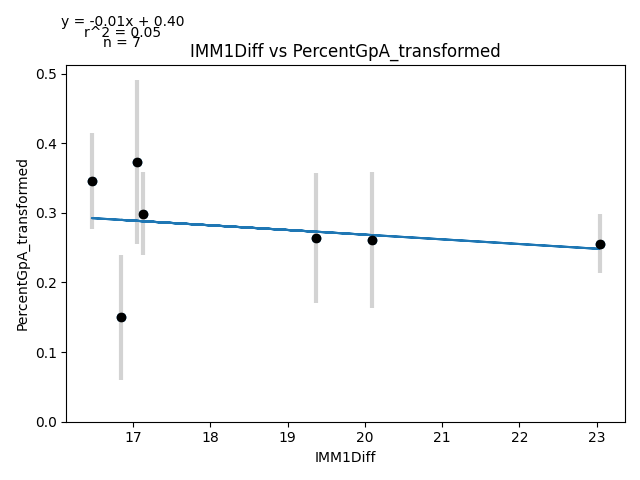 y = -0.01x + 0.40
r^2 = 0.05
n = 7
IMM1Diff vs PercentGpA_transformed
PercentGpA_transformed
0.5
0.4
0.3
0.2
0.1
0.0
17 18 19 20 21 22 23
IMM1Diff